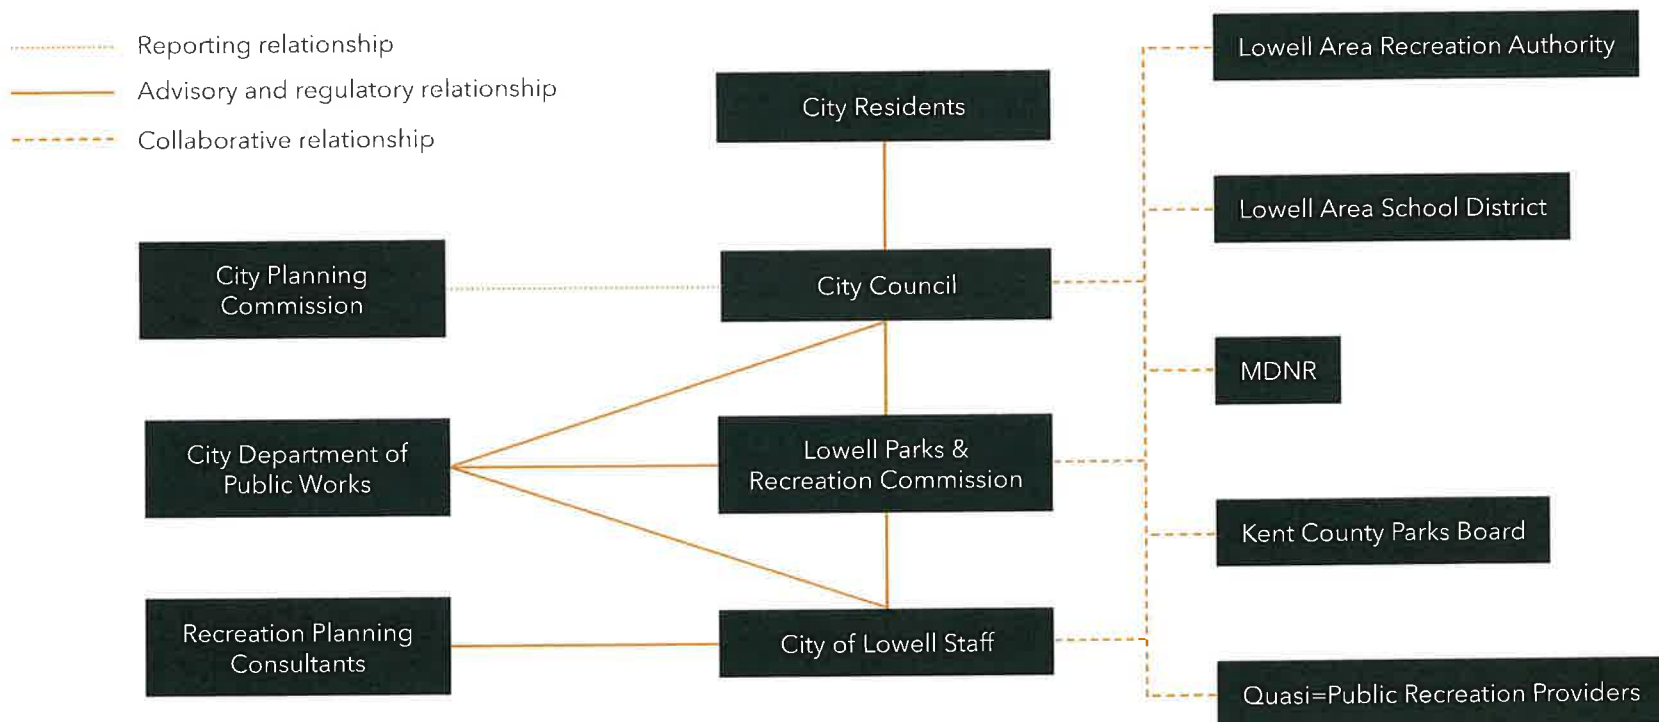 Reporting relationship
Advisory and regulatory relationship
Collaborative relationship
City Residents
City Planning
Commission
City Council
City Department of
Public Works
Lowell Parks &
Recreation Commission
Recreation Planning
Consultants
City of Lowell Staff
Lowell Area Recreation Authority
Lowell Area School District
MDNR
Kent County Parks Board
Quasi=Public Recreation Providers